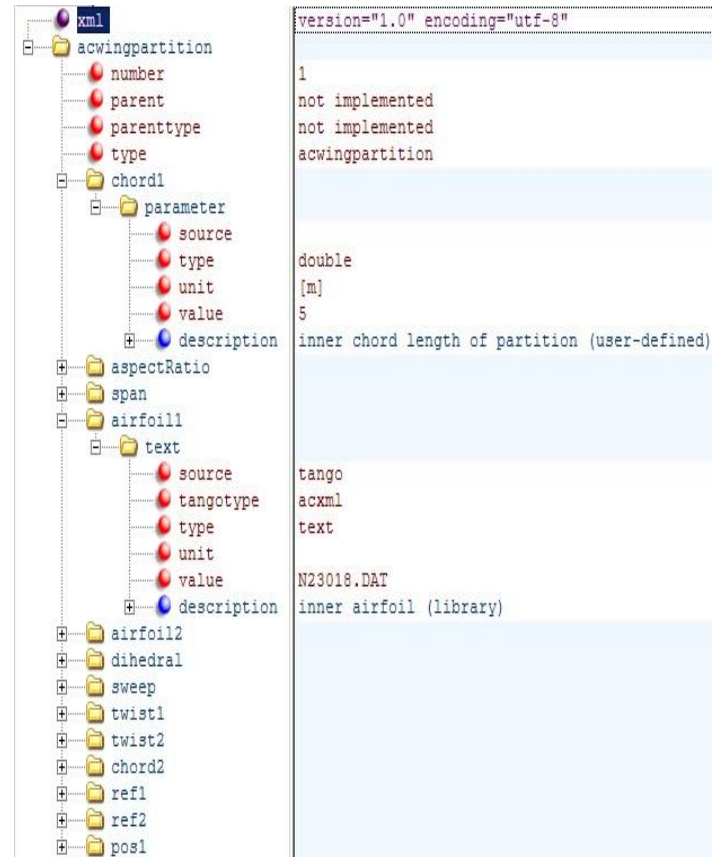 xml version="1.0" encoding="utf-8"
acwingpartition
number 1
parent not implemented
parenttype not implemented
type acwingpartition
chord1
parameter
source
type double
unit [m]
value 5
description inner chord length of partition (user-defined)
aspectRatio
span
airfoil1
text
source tango
tangotype acxml
type text
unit
value N23018.DAT
description inner airfoil (library)
airfoil2
dihedral
sweep
twist1
twist2
chord2
ref1
ref2
pos1